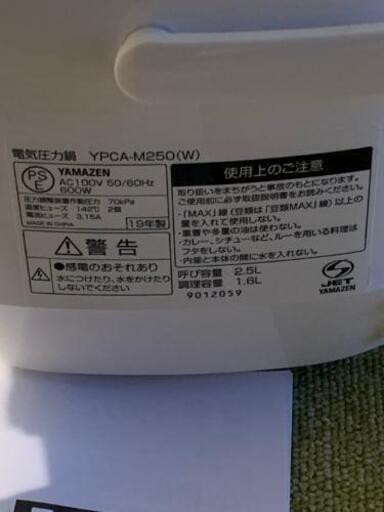 電気圧力鍋 YPCA-M250(W)
PSE
YAMAZEN
AC100V 50/60Hz
600W
圧力調整装置作動圧力 70kPa
温度ヒューズ 142℃ 2個
電流ヒューズ 3.15A
MADE IN CHINA
19年製
警告
●感電のおそれあり
水につけたり、水をかけたり
しないでください
使用上のご注意
取り扱いをまちがうと事故のもとになります。
ご使用前に必ず取扱説明書をお読みください。
・「MAX」線(豆類は「豆類MAX」線)以上の
量を入れて使わない。
・重曹や多量の油は使わない。
・カレー、シチューなど、ルーを用いる料理は
フタをしない。
・内釜と本体の間に水を入れない。
呼び容量 2.5L
調理容量 1.6L
9012059
JET
YAMAZEN